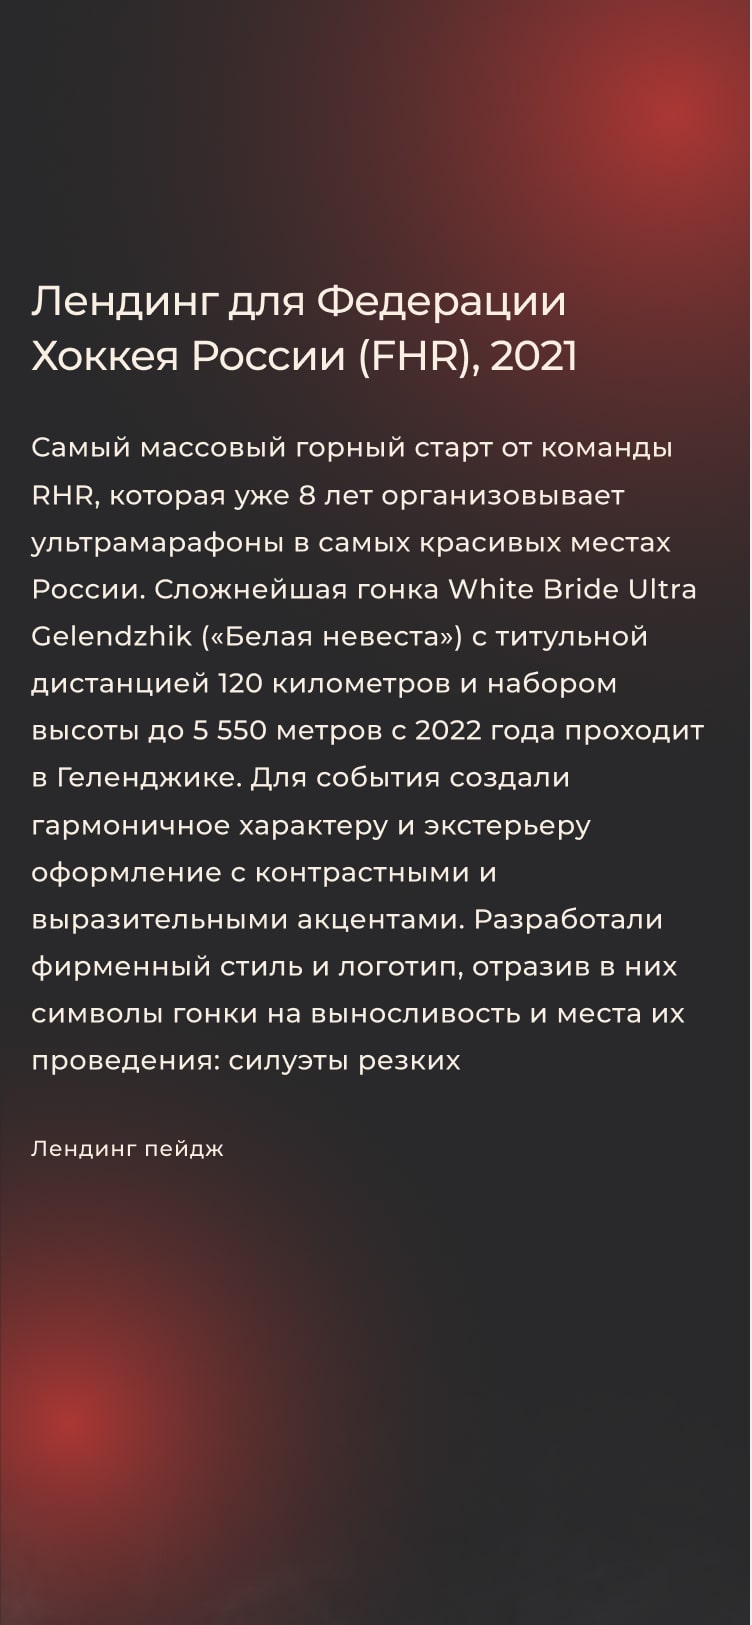 Лендинг для Федерации
Хоккея России (FHR), 2021
Самый массовый горный старт от команды
RHR, которая уже 8 лет организовывает
ультрамарафоны в самых красивых местах
России. Сложнейшая гонка White Bride Ultra
Gelendzhik («Белая невеста») с титульной
дистанцией 120 километров и набором
высоты до 5 550 метров с 2022 года проходит
в Геленджике. Для события создали
гармоничное характеру и экстерьеру
оформление с контрастными и
выразительными акцентами. Разработали
фирменный стиль и логотип, отразив в них
символы гонки на выносливость и места их
проведения: силуэты резких
Лендинг пейдж